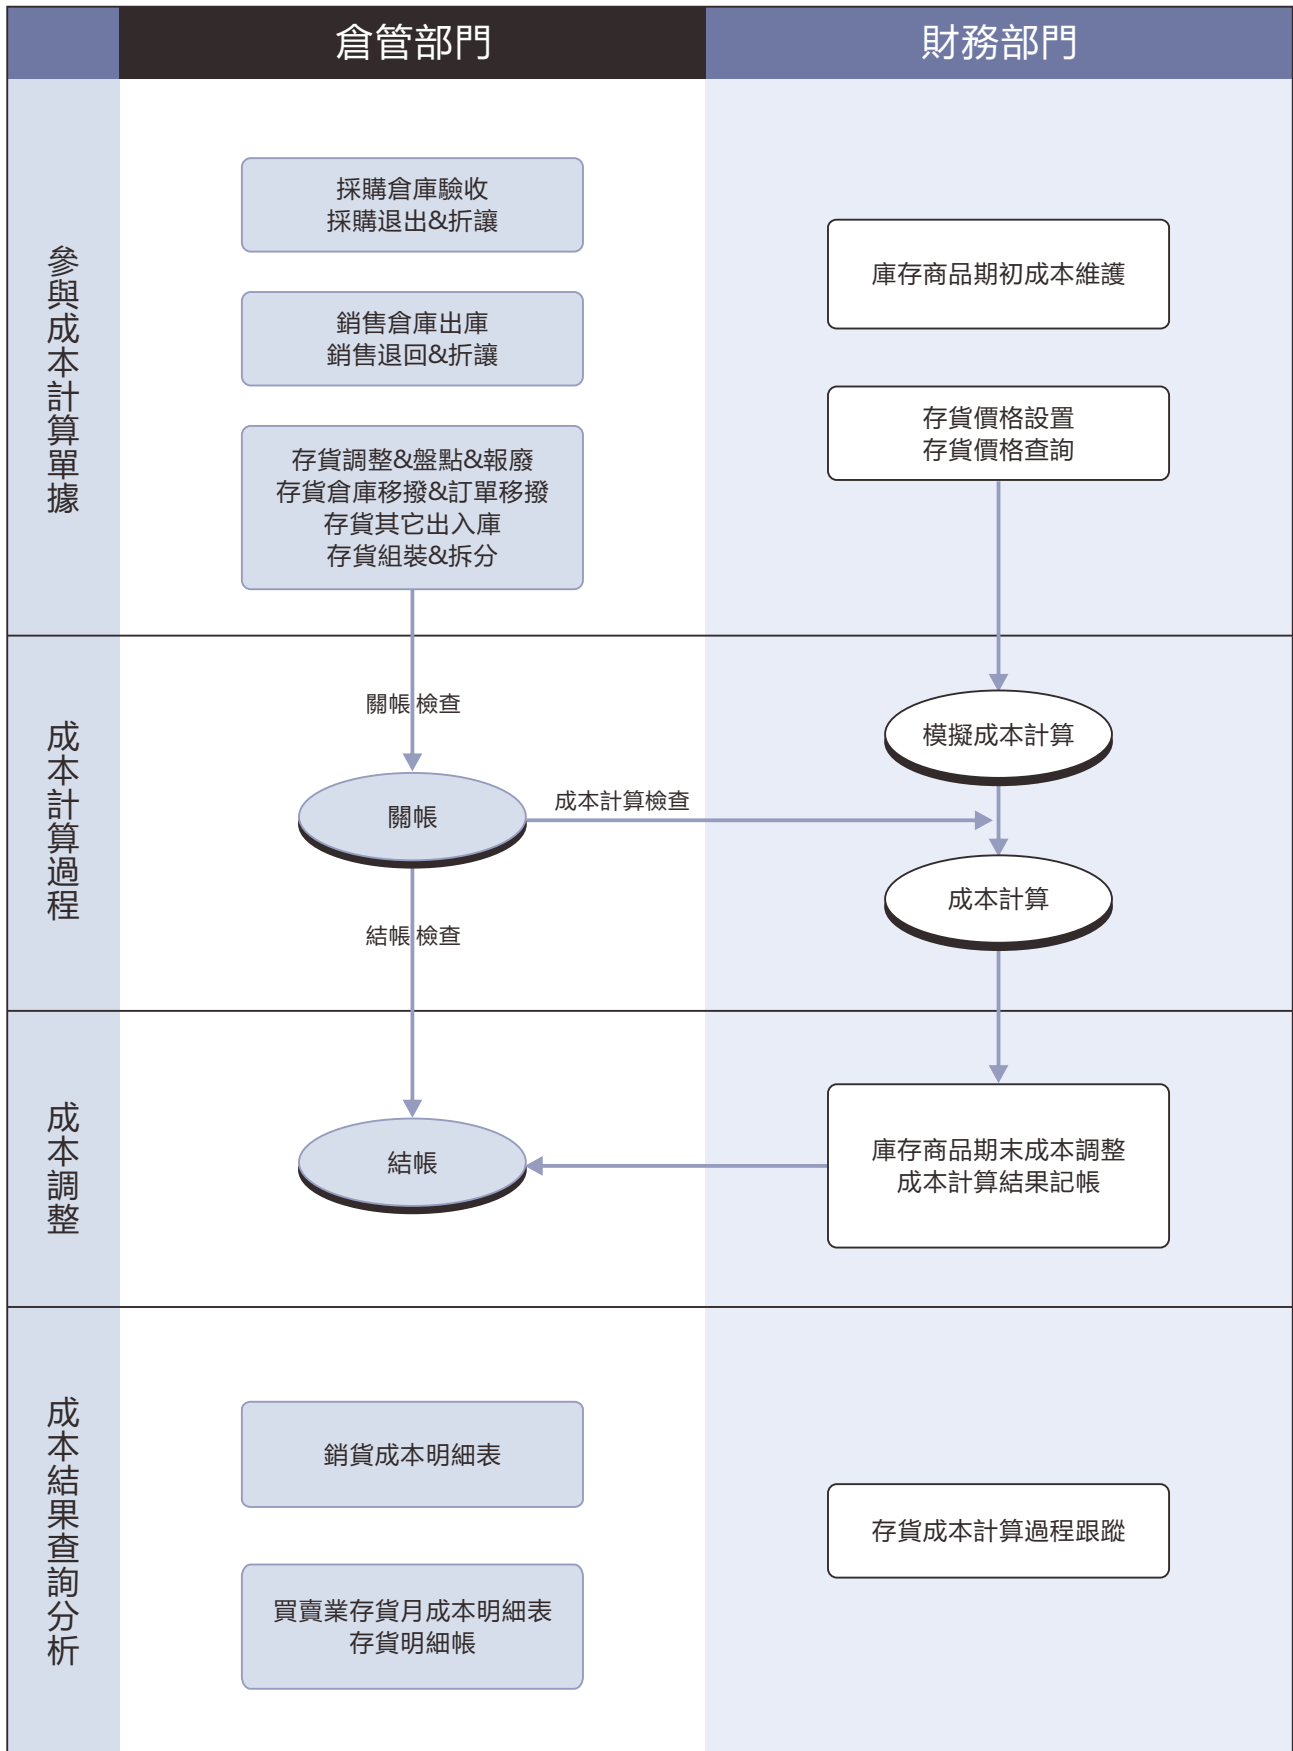 倉管部門
財務部門
參與成本計算單據
採購倉庫驗收
採購退出&折讓
銷售倉庫出庫
銷售退回&折讓
存貨調整&盤點&報廢
存貨倉庫移撥&訂單移撥
存貨其它出入庫
存貨組裝&拆分
庫存商品期初成本維護
存貨價格設置
存貨價格查詢
成本計算過程
關帳 檢查
關帳
成本計算檢查
結帳 檢查
模擬成本計算
成本計算
成本調整
結帳
庫存商品期末成本調整
成本計算結果記帳
成本結果查詢分析
銷貨成本明細表
買賣業存貨月成本明細表
存貨明細帳
存貨成本計算過程跟蹤